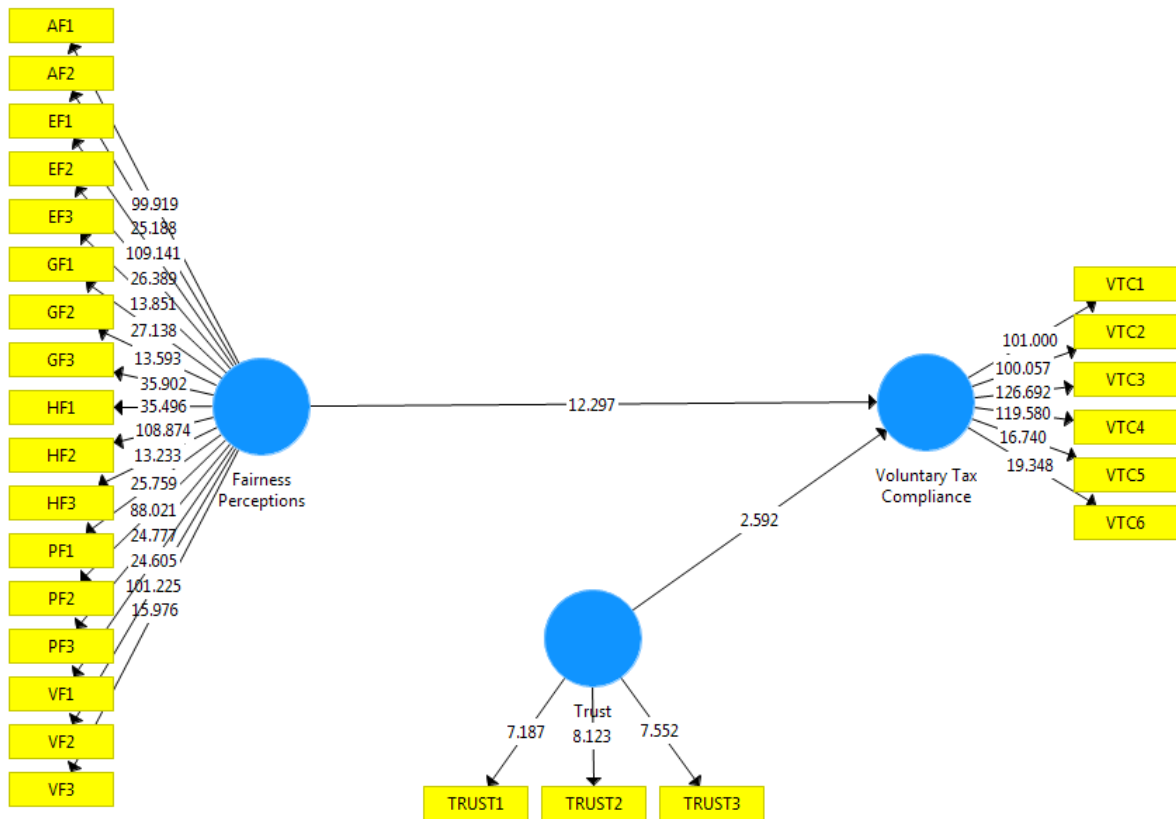 AF1
AF2
EF1
EF2
EF3
GF1
GF2
GF3
HF1
HF2
HF3
PF1
PF2
PF3
VF1
VF2
VF3
99.919
25.188
109.141
26.389
13.851
27.138
13.593
35.902
35.496
108.874
13.233
25.759
88.021
24.777
24.605
101.225
15.976
Fairness
Perceptions
12.297
2.592
Trust
7.187
8.123
7.552
TRUST1
TRUST2
TRUST3
Voluntary Tax
Compliance
101.000
100.057
126.692
119.580
16.740
19.348
VTC1
VTC2
VTC3
VTC4
VTC5
VTC6